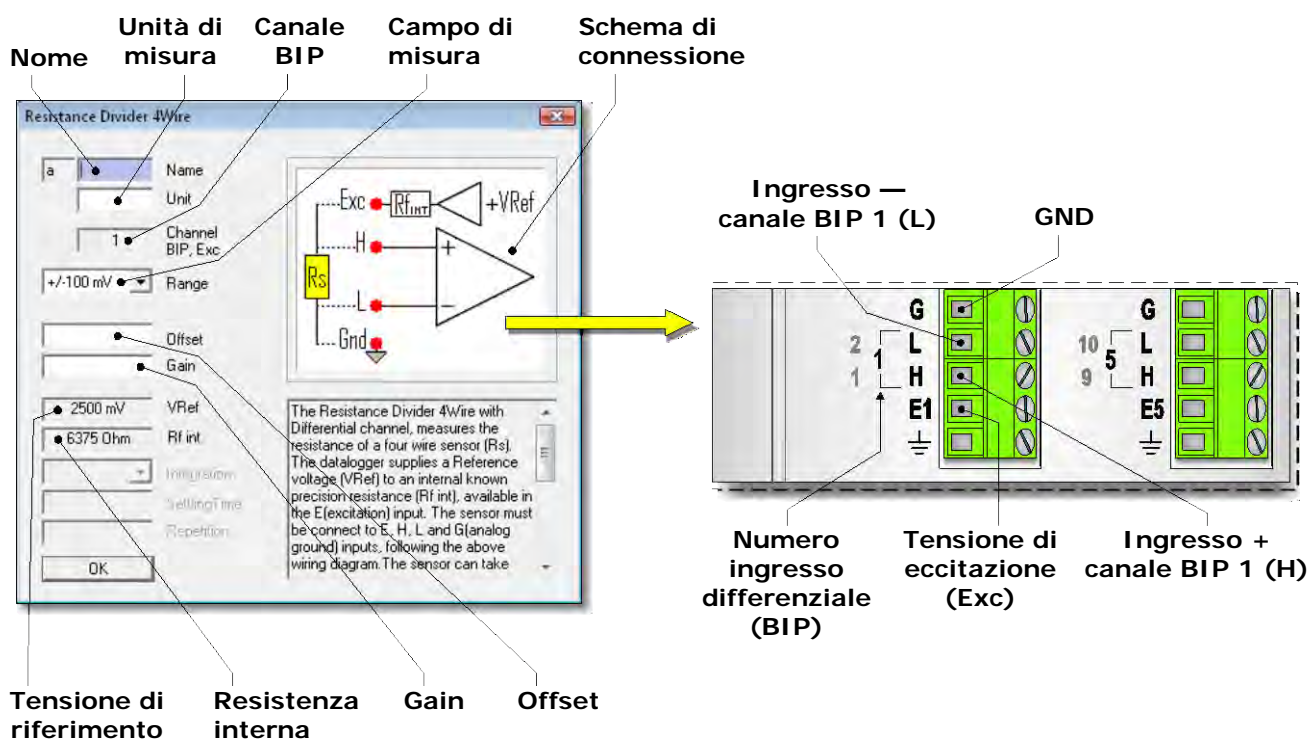 Nome
Unità di
misura
Canale
BIP
Campo di
misura
Schema di
connessione
Resistance Divider 4Wire
a
Name
Unit
1
Channel
BIP, Exc
+/-100 mV
Range
Offset
Gain
2500 mV
VRef
6375 Ohm
Rf int
Integration
SettlingTime
Repetition
OK
Exc
Rf INT
+VRef
H
+
Rs
L
−
Gnd
The Resistance Divider 4Wire with
Differential channel, measures the
resistance of a four wire sensor (Rs).
The datalogger supplies a Reference
voltage (VRef) to an internal known
precision resistance (Rf int), available in
the E(excitation) input. The sensor must
be connect to E, H, L and G(analog
ground) inputs, following the above
wiring diagram.The sensor can take
Tensione di
riferimento
Resistenza
interna
Gain
Offset
Ingresso —
canale BIP 1 (L)
GND
G
2 L
1
1 H
E1
G
10 L
5
9 H
E5
Numero
ingresso
differenziale
(BIP)
Tensione di
eccitazione
(Exc)
Ingresso +
canale BIP 1 (H)